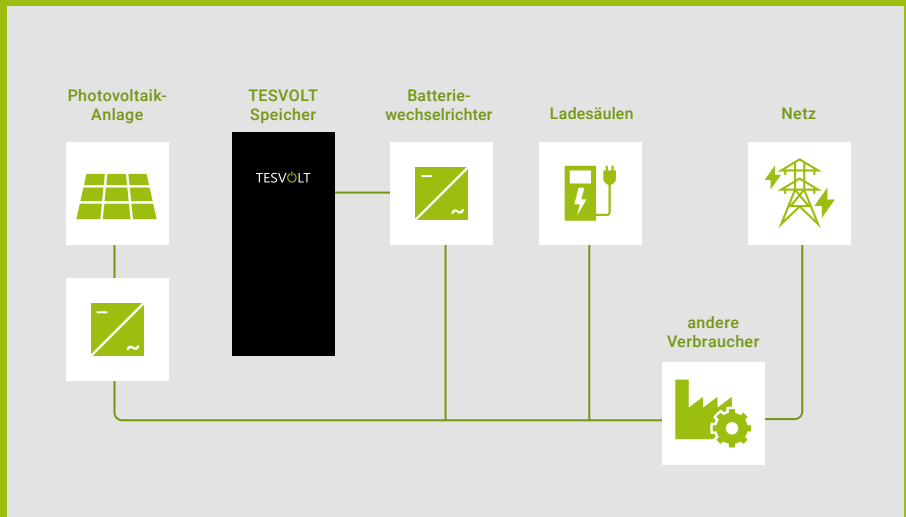 Photovoltaik-
Anlage
TESVOLT
Speicher
Batterie-
wechselrichter
Ladesäulen
Netz
TESVOLT
andere
Verbraucher